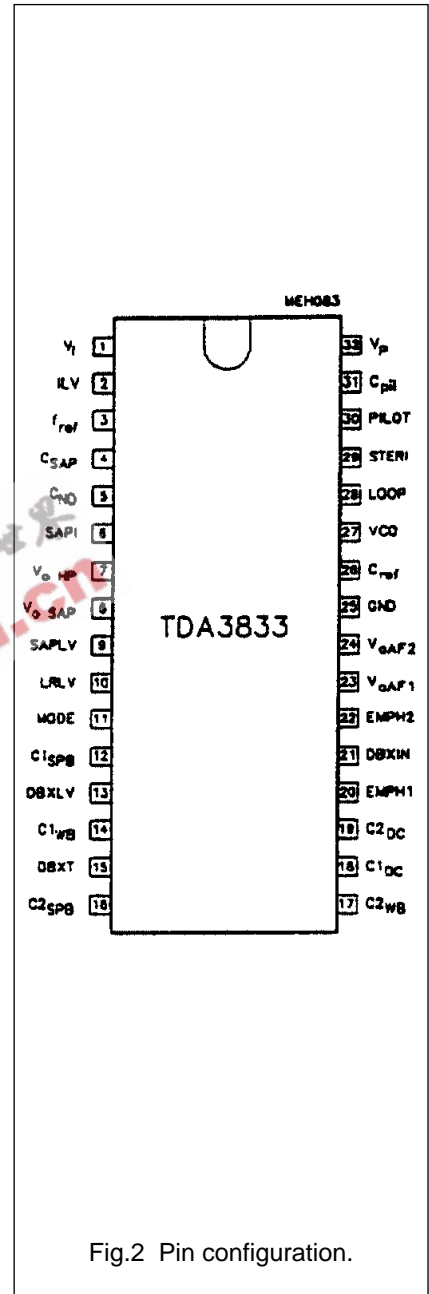 MEH083
V_I 1
ILV 2
f_ref 3
C_SAP 4
C_ND 5
SAPI 6
V_o HP 7
V_o SAP 8
SAPLV 9
LRLV 10
MODE 11
C1_SPB 12
DBXLV 13
C1_WB 14
DBXT 15
C2_SPB 16
TDA3833
32 V_P
31 C_pil
30 PILOT
29 STERI
28 LOOP
27 VCO
26 C_ref
25 GND
24 V_oAF2
23 V_oAF1
22 EMPH2
21 DBXIN
20 EMPH1
19 C2_DC
18 C1_DC
17 C2_WB
.cn
Fig.2 Pin configuration.